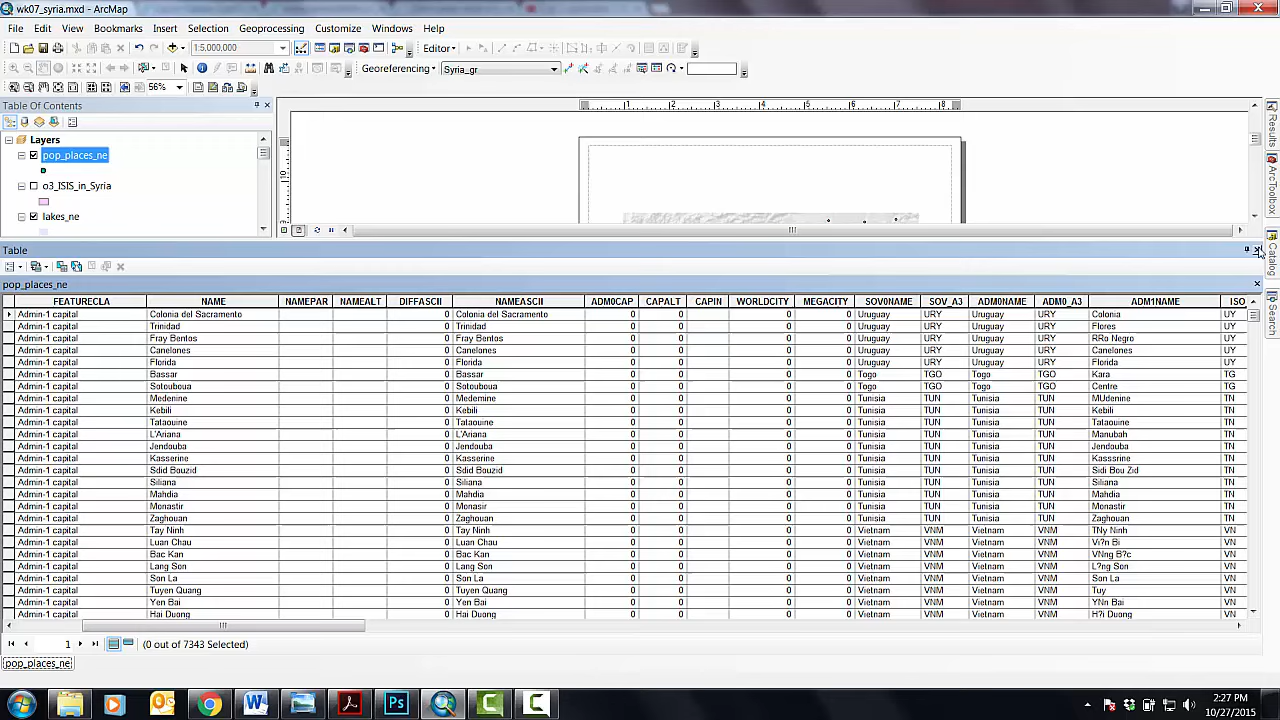 wk07_syria.mxd - ArcMap
File Edit View Bookmarks Insert Selection Geoprocessing Customize Windows Help
1:5,000,000 Editor
Georeferencing Syria_gr
56%
Table Of Contents
Layers
pop_places_ne
o3_ISIS_in_Syria
lakes_ne
1 2 3 4 5 6 7 8
10
Results
ArcToolbox
Catalog
Search
Table
pop_places_ne
FEATURECLA NAME NAMEPAR NAMEALT DIFFASCII NAMEASCII ADM0CAP CAPALT CAPIN WORLDCITY MEGACITY SOV0NAME SOV_A3 ADM0NAME ADM0_A3 ADM1NAME ISO
Admin-1 capital Colonia del Sacramento 0 Colonia del Sacramento 0 0 0 0 Uruguay URY Uruguay URY Colonia UY
Admin-1 capital Trinidad 0 Trinidad 0 0 0 0 Uruguay URY Uruguay URY Flores UY
Admin-1 capital Fray Bentos 0 Fray Bentos 0 0 0 0 Uruguay URY Uruguay URY RRo Negro UY
Admin-1 capital Canelones 0 Canelones 0 0 0 0 Uruguay URY Uruguay URY Canelones UY
Admin-1 capital Florida 0 Florida 0 0 0 0 Uruguay URY Uruguay URY Florida UY
Admin-1 capital Bassar 0 Bassar 0 0 0 0 Togo TGO Togo TGO Kara TG
Admin-1 capital Sotouboua 0 Sotouboua 0 0 0 0 Togo TGO Togo TGO Centre TG
Admin-1 capital Medenine 0 Medemine 0 0 0 0 Tunisia TUN Tunisia TUN MUdenine TN
Admin-1 capital Kebili 0 Kebili 0 0 0 0 Tunisia TUN Tunisia TUN Kebili TN
Admin-1 capital Tataouine 0 Tataouine 0 0 0 0 Tunisia TUN Tunisia TUN Tataouine TN
Admin-1 capital L'Ariana 0 L'Ariana 0 0 0 0 Tunisia TUN Tunisia TUN Manubah TN
Admin-1 capital Jendouba 0 Jendouba 0 0 0 0 Tunisia TUN Tunisia TUN Jendouba TN
Admin-1 capital Kasserine 0 Kasserine 0 0 0 0 Tunisia TUN Tunisia TUN Kasssrine TN
Admin-1 capital Sdid Bouzid 0 Sdid Bouzid 0 0 0 0 Tunisia TUN Tunisia TUN Sidi Bou Zid TN
Admin-1 capital Siliana 0 Siliana 0 0 0 0 Tunisia TUN Tunisia TUN Siliana TN
Admin-1 capital Mahdia 0 Mahdia 0 0 0 0 Tunisia TUN Tunisia TUN Mahdia TN
Admin-1 capital Monastir 0 Monasir 0 0 0 0 Tunisia TUN Tunisia TUN Monastir TN
Admin-1 capital Zaghouan 0 Zaghouan 0 0 0 0 Tunisia TUN Tunisia TUN Zaghouan TN
Admin-1 capital Tay Ninh 0 Tay Ninh 0 0 0 0 Vietnam VNM Vietnam VNM TNy Ninh VN
Admin-1 capital Luan Chau 0 Luan Chau 0 0 0 0 Vietnam VNM Vietnam VNM Vi?n Bi VN
Admin-1 capital Bac Kan 0 Bac Kan 0 0 0 0 Vietnam VNM Vietnam VNM VNng B?c VN
Admin-1 capital Lang Son 0 Lang Son 0 0 0 0 Vietnam VNM Vietnam VNM L?ng Son VN
Admin-1 capital Son La 0 Son La 0 0 0 0 Vietnam VNM Vietnam VNM Son La VN
Admin-1 capital Tuyen Quang 0 Tuyen Quang 0 0 0 0 Vietnam VNM Vietnam VNM Tuy VN
Admin-1 capital Yen Bai 0 Yen Bai 0 0 0 0 Vietnam VNM Vietnam VNM YNn Bai VN
Admin-1 capital Hai Duong 0 Hai Duong 0 0 0 0 Vietnam VNM Vietnam VNM H?i Duong VN
1 (0 out of 7343 Selected)
pop_places_ne
2:27 PM
10/27/2015